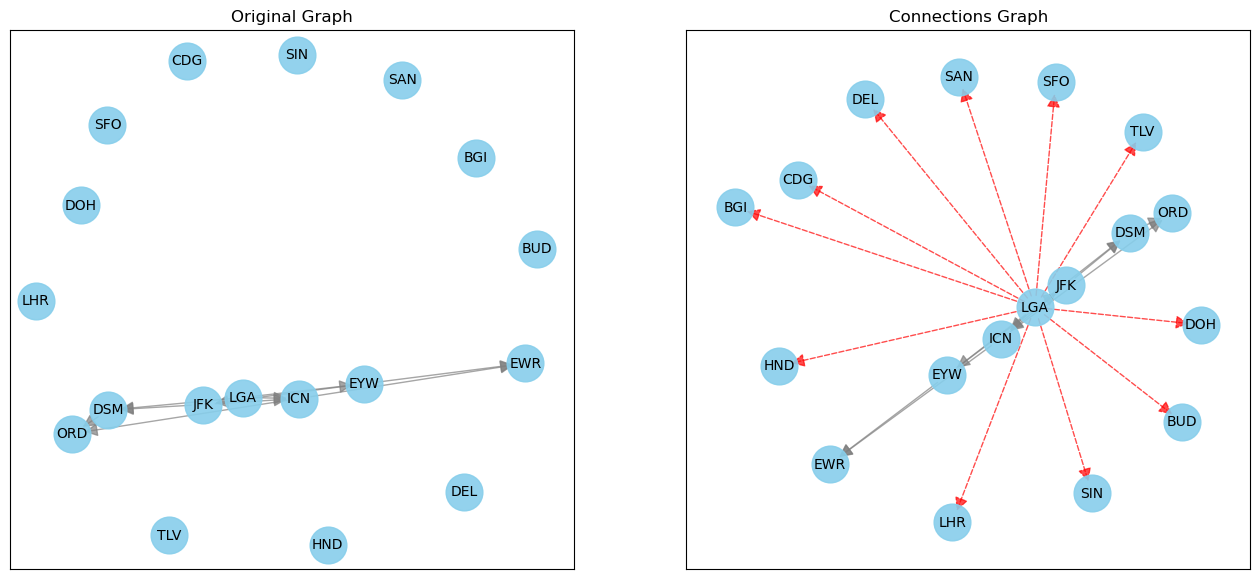 Original Graph
CDG
SIN
SAN
SFO
BGI
DOH
BUD
LHR
EWR
EYW
LGA
ICN
JFK
DSM
ORD
DEL
TLV
HND
Connections Graph
SAN
SFO
DEL
TLV
CDG
BGI
ORD
DSM
JFK
LGA
DOH
ICN
HND
EYW
BUD
EWR
SIN
LHR